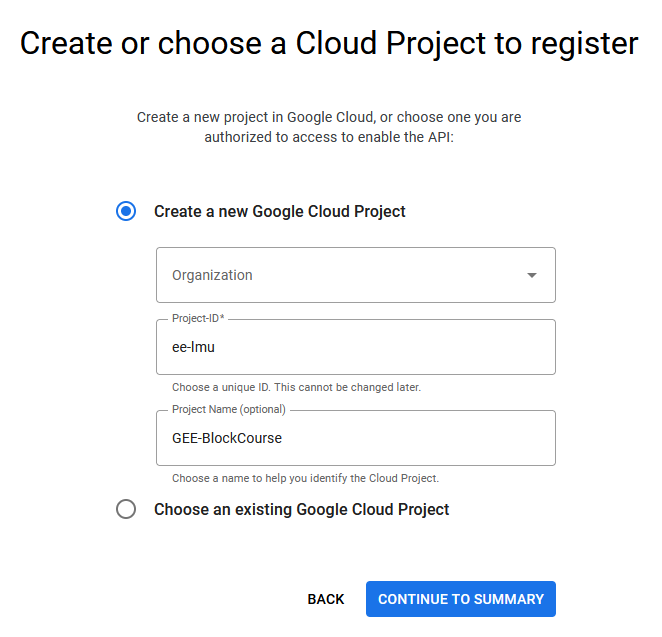 Create or choose a Cloud Project to register
Create a new project in Google Cloud, or choose one you are
authorized to access to enable the API:
Create a new Google Cloud Project
Organization
Project-ID*
ee-lmu
Choose a unique ID. This cannot be changed later.
Project Name (optional)
GEE-BlockCourse
Choose a name to help you identify the Cloud Project.
Choose an existing Google Cloud Project
BACK
CONTINUE TO SUMMARY